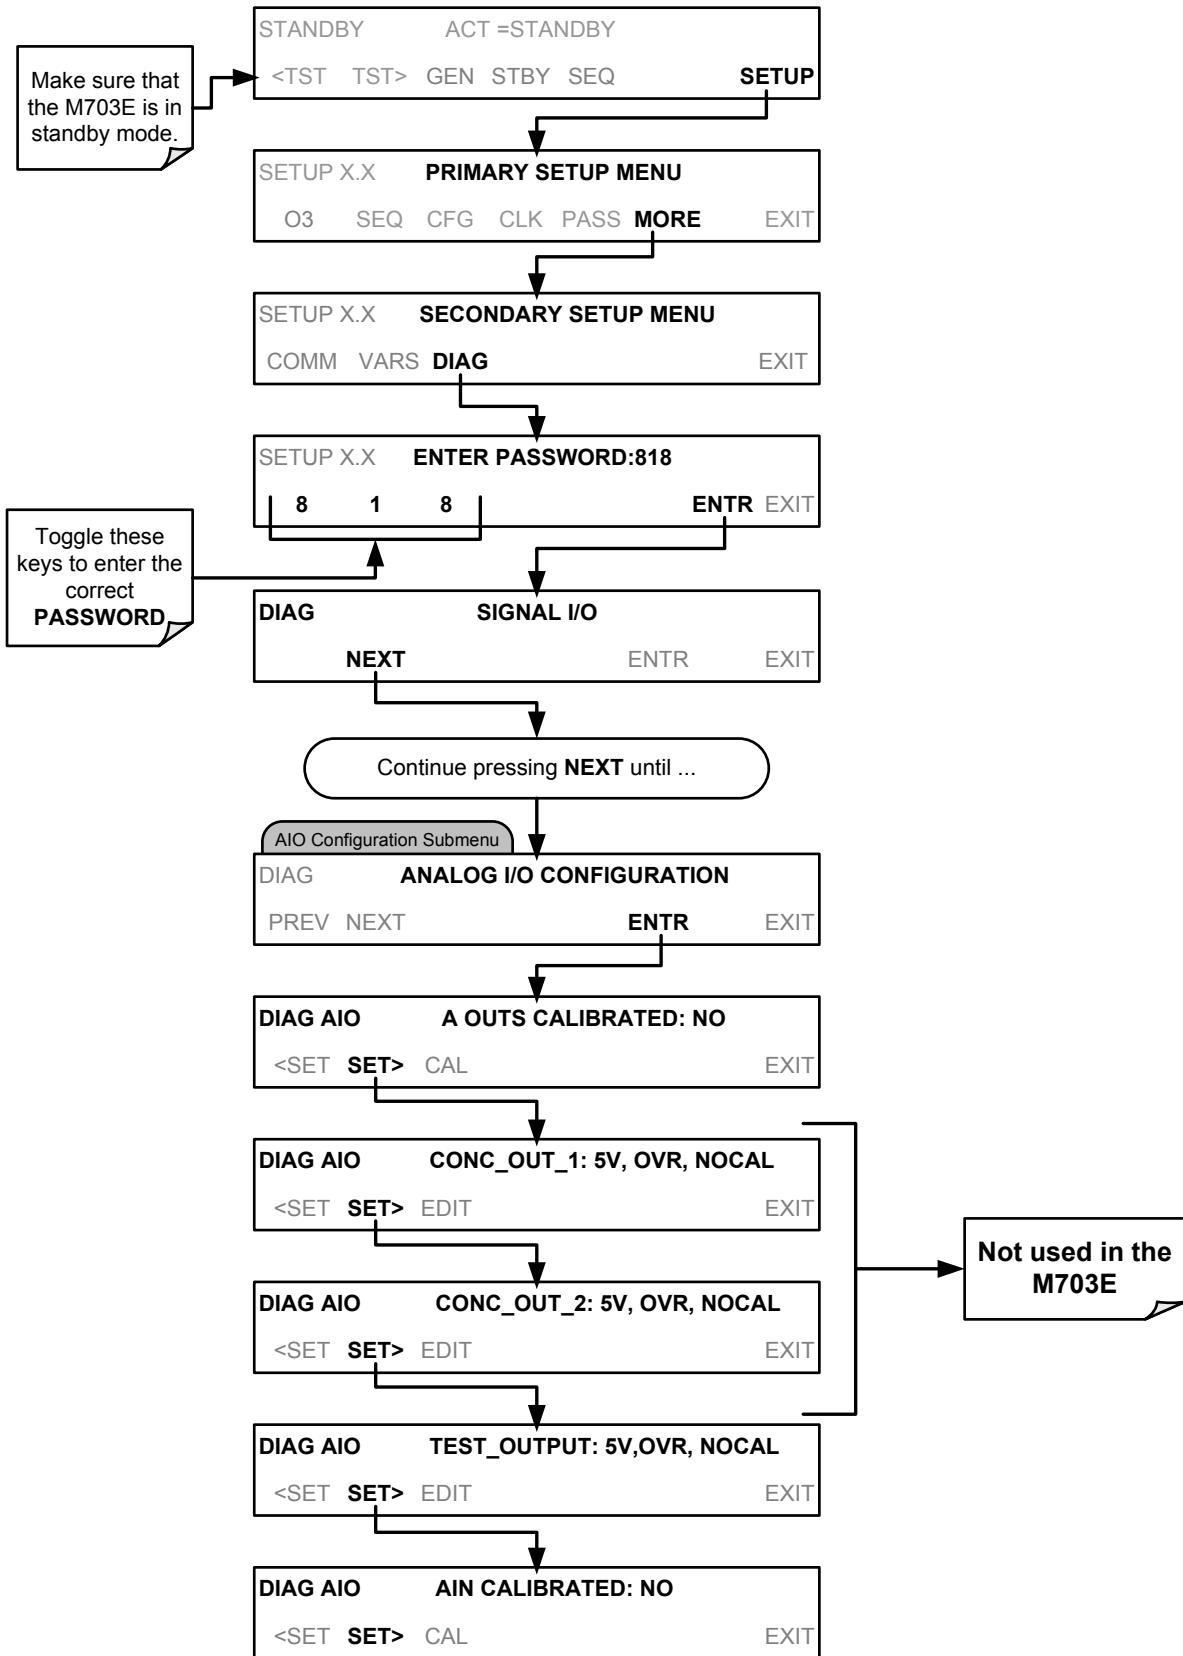 STANDBY ACT =STANDBY
<TST TST> GEN STBY SEQ SETUP
Make sure that
the M703E is in
standby mode.
SETUP X.X PRIMARY SETUP MENU
O3 SEQ CFG CLK PASS MORE EXIT
SETUP X.X SECONDARY SETUP MENU
COMM VARS DIAG EXIT
SETUP X.X ENTER PASSWORD:818
8 1 8 ENTR EXIT
Toggle these
keys to enter the
correct
PASSWORD
DIAG SIGNAL I/O
NEXT ENTR EXIT
Continue pressing NEXT until ...
AIO Configuration Submenu
DIAG ANALOG I/O CONFIGURATION
PREV NEXT ENTR EXIT
DIAG AIO A OUTS CALIBRATED: NO
<SET SET> CAL EXIT
DIAG AIO CONC_OUT_1: 5V, OVR, NOCAL
<SET SET> EDIT EXIT
Not used in the
M703E
DIAG AIO CONC_OUT_2: 5V, OVR, NOCAL
<SET SET> EDIT EXIT
DIAG AIO TEST_OUTPUT: 5V,OVR, NOCAL
<SET SET> EDIT EXIT
DIAG AIO AIN CALIBRATED: NO
<SET SET> CAL EXIT